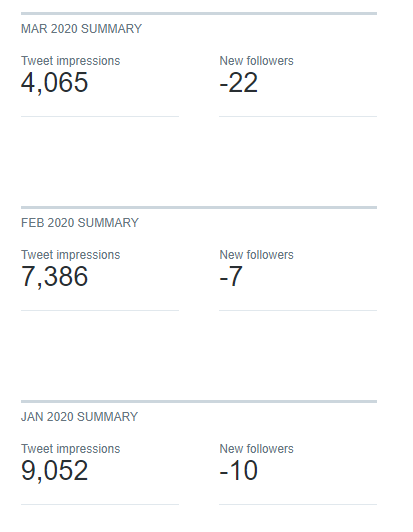 MAR 2020 SUMMARY
Tweet impressions New followers
4,065 -22
FEB 2020 SUMMARY
Tweet impressions New followers
7,386 -7
JAN 2020 SUMMARY
Tweet impressions New followers
9,052 -10